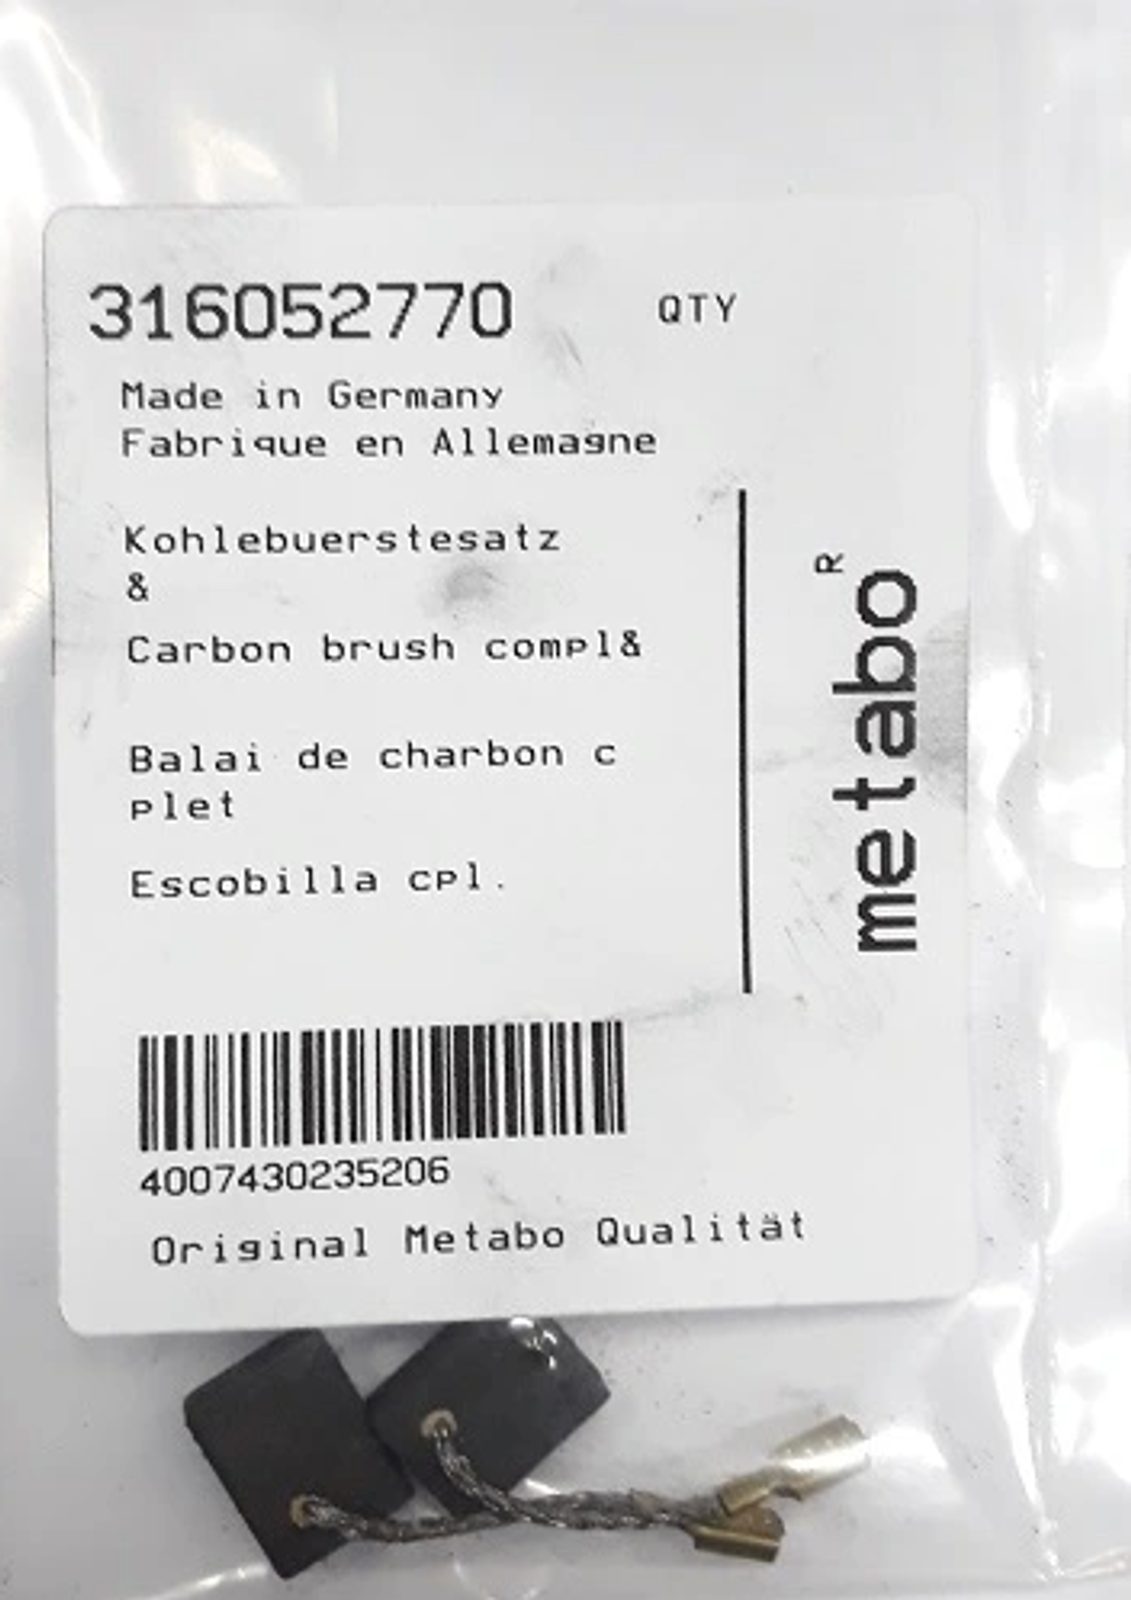 316052770 QTY
Made in Germany
Fabrique en Allemagne
Kohlebuerstesatz
&
Carbon brush compl&
Balai de charbon c
plet
Escobilla cpl.
metabo R
4007430235206
Original Metabo Qualität